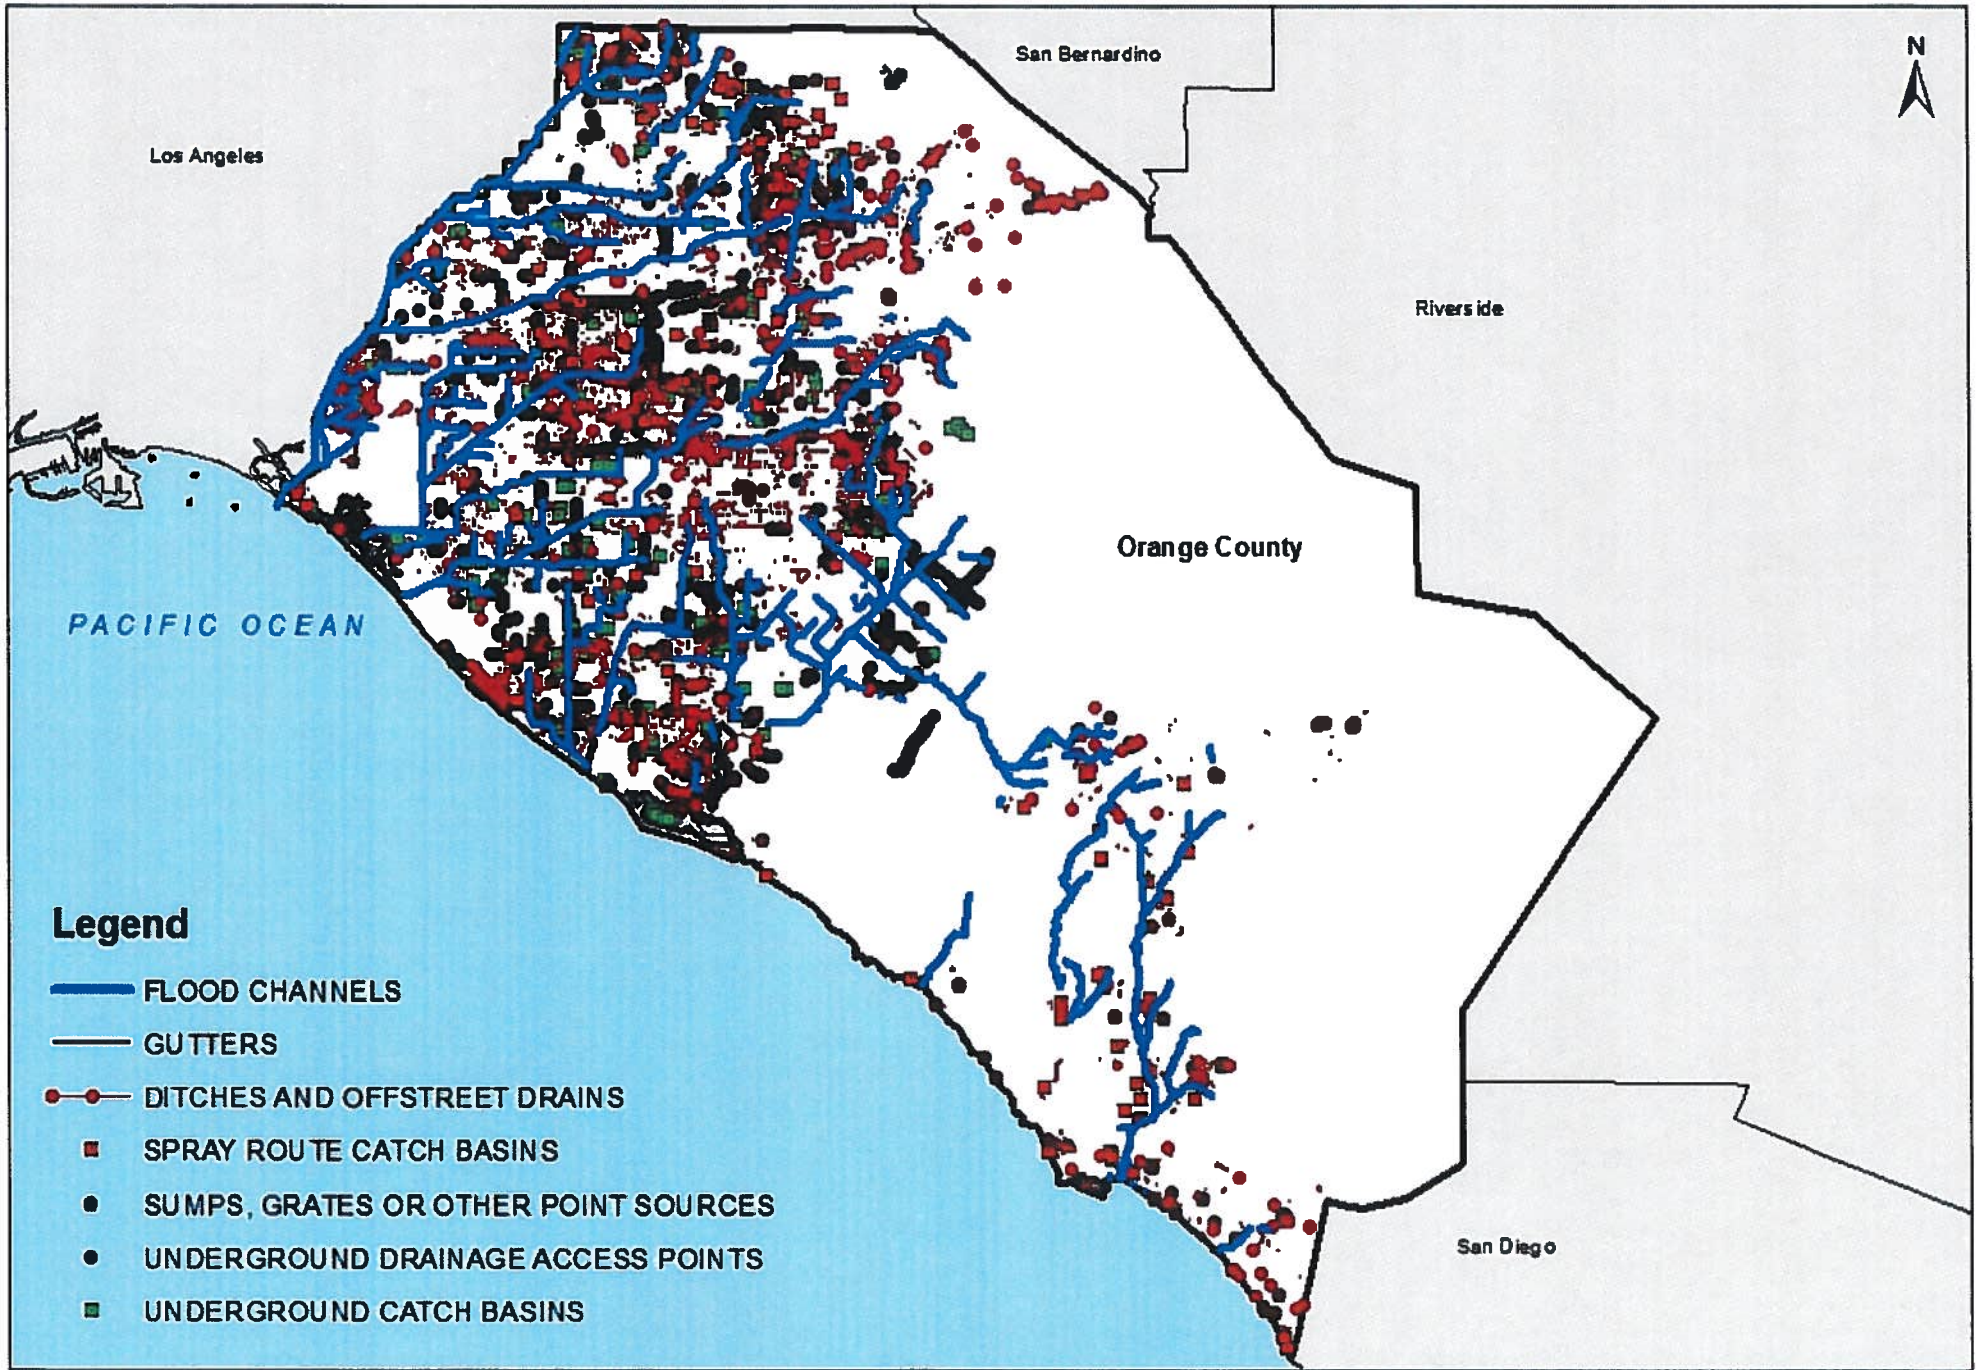 San Bernardino
N
Los Angeles
Riverside
Orange County
PACIFIC OCEAN
Legend
FLOOD CHANNELS
GUTTERS
DITCHES AND OFFSTREET DRAINS
SPRAY ROUTE CATCH BASINS
SUMPS, GRATES OR OTHER POINT SOURCES
UNDERGROUND DRAINAGE ACCESS POINTS
San Diego
UNDERGROUND CATCH BASINS